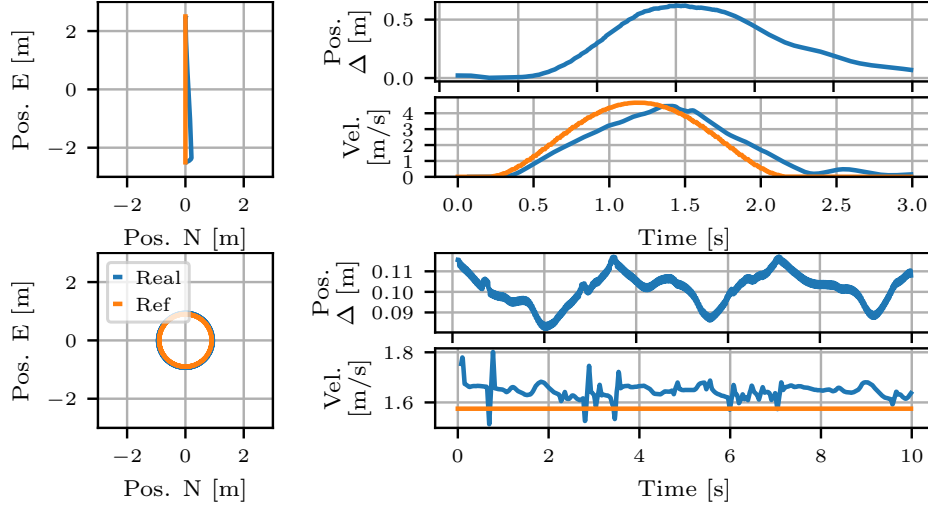 Pos. E [m]
2
0
−2
−2
0
2
Pos. N [m]
Pos.
Δ [m]
0.5
0.0
Vel.
[m/s]
4
3
2
1
0
0.0
0.5
1.0
1.5
2.0
2.5
3.0
Time [s]
Pos. E [m]
2
0
−2
Real
Ref
−2
0
2
Pos. N [m]
Pos.
Δ [m]
0.11
0.10
0.09
Vel.
[m/s]
1.8
1.6
0
2
4
6
8
10
Time [s]